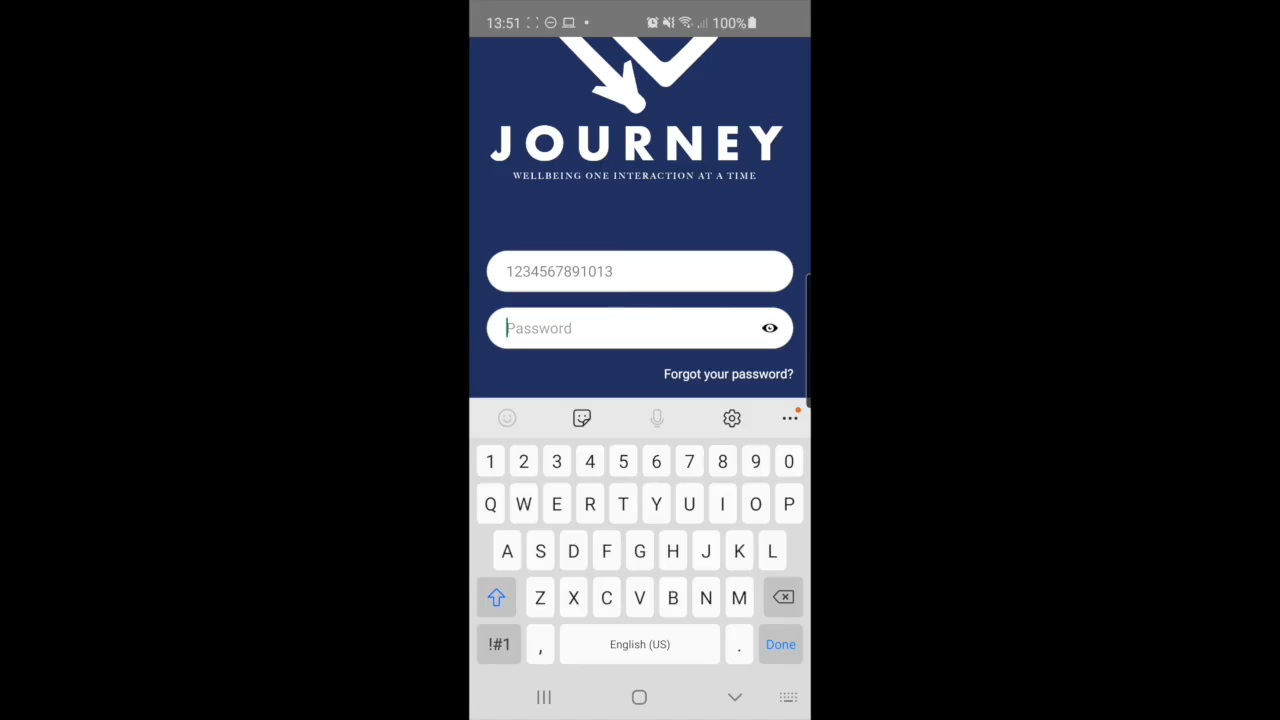 13:51 100%
JOURNEY
WELLBEING ONE INTERACTION AT A TIME
1234567891013
Password
Forgot your password?
1 2 3 4 5 6 7 8 9 0
Q W E R T Y U I O P
A S D F G H J K L
Z X C V B N M
!#1 , English (US) . Done